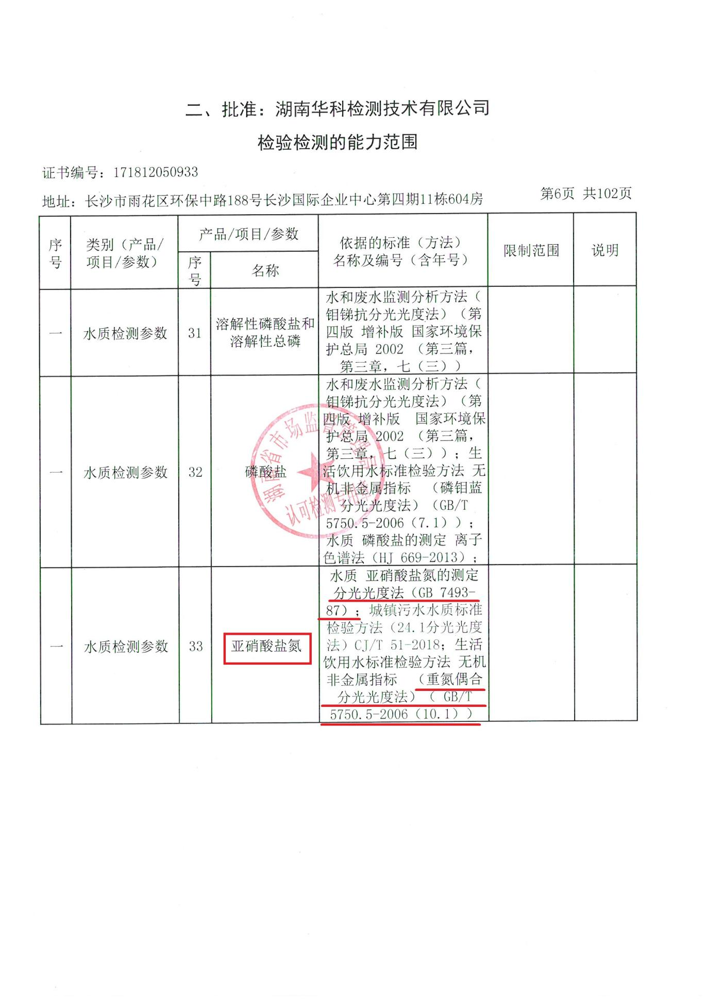 二、批准：湖南华科检测技术有限公司
检验检测的能力范围
证书编号：171812050933
地址：长沙市雨花区环保中路188号长沙国际企业中心第四期11栋604房
第6页 共102页
序号
类别（产品/
项目/参数）
产品/项目/参数
序号
名称
依据的标准（方法）
名称及编号（含年号）
限制范围
说明
一
水质检测参数
31
溶解性磷酸盐和
溶解性总磷
水和废水监测分析方法（
钼锑抗分光光度法）（第
四版 增补版 国家环境保
护总局 2002 （第三篇，
第三章，七（三））
一
水质检测参数
32
磷酸盐
水和废水监测分析方法（
钼锑抗分光光度法）（第
四版 增补版 国家环境保
护总局 2002 （第三篇，
第三章，七（三））；生
活饮用水标准检验方法 无
机非金属指标 （磷钼蓝
分光光度法）（GB/T
5750.5-2006（7.1））；
水质 磷酸盐的测定 离子
色谱法（HJ 669-2013）；
一
水质检测参数
33
亚硝酸盐氮
水质 亚硝酸盐氮的测定
分光光度法（GB 7493-
87）；城镇污水水质标准
检验方法（24.1分光光度
法）CJ/T 51-2018；生活
饮用水标准检验方法 无机
非金属指标 （重氮偶合
分光光度法）（ GB/T
5750.5-2006（10.1））
湖南省市场监督管理局
认可检测专用章